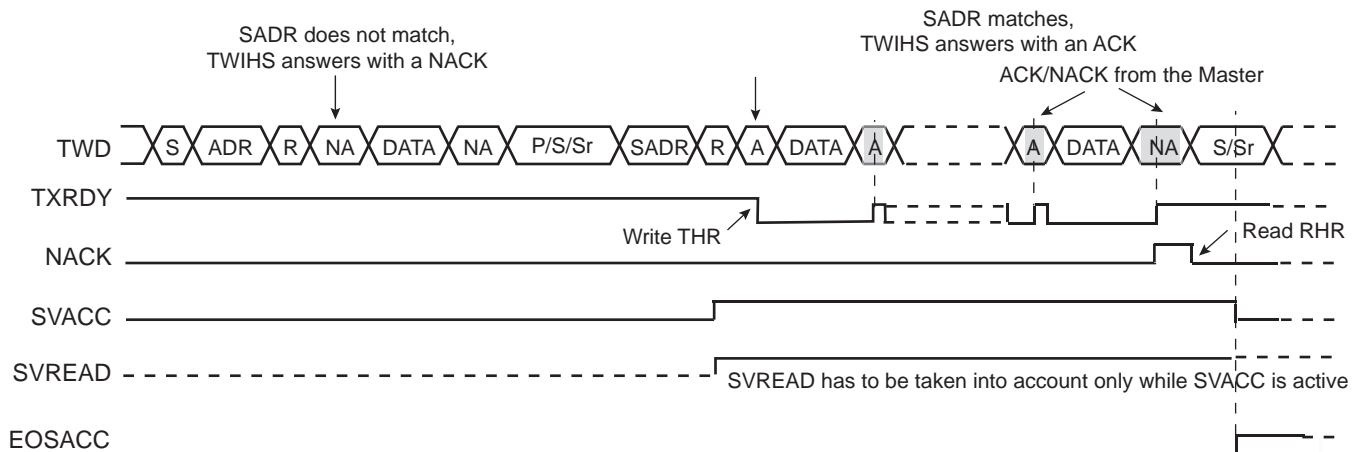 SADR does not match,
TWIHS answers with a NACK
SADR matches,
TWIHS answers with an ACK
ACK/NACK from the Master
TWD S ADR R NA DATA NA P/S/Sr SADR R A DATA A A DATA NA S/Sr
TXRDY
Write THR
Read RHR
NACK
SVACC
SVREAD
SVREAD has to be taken into account only while SVACC is active
EOSACC